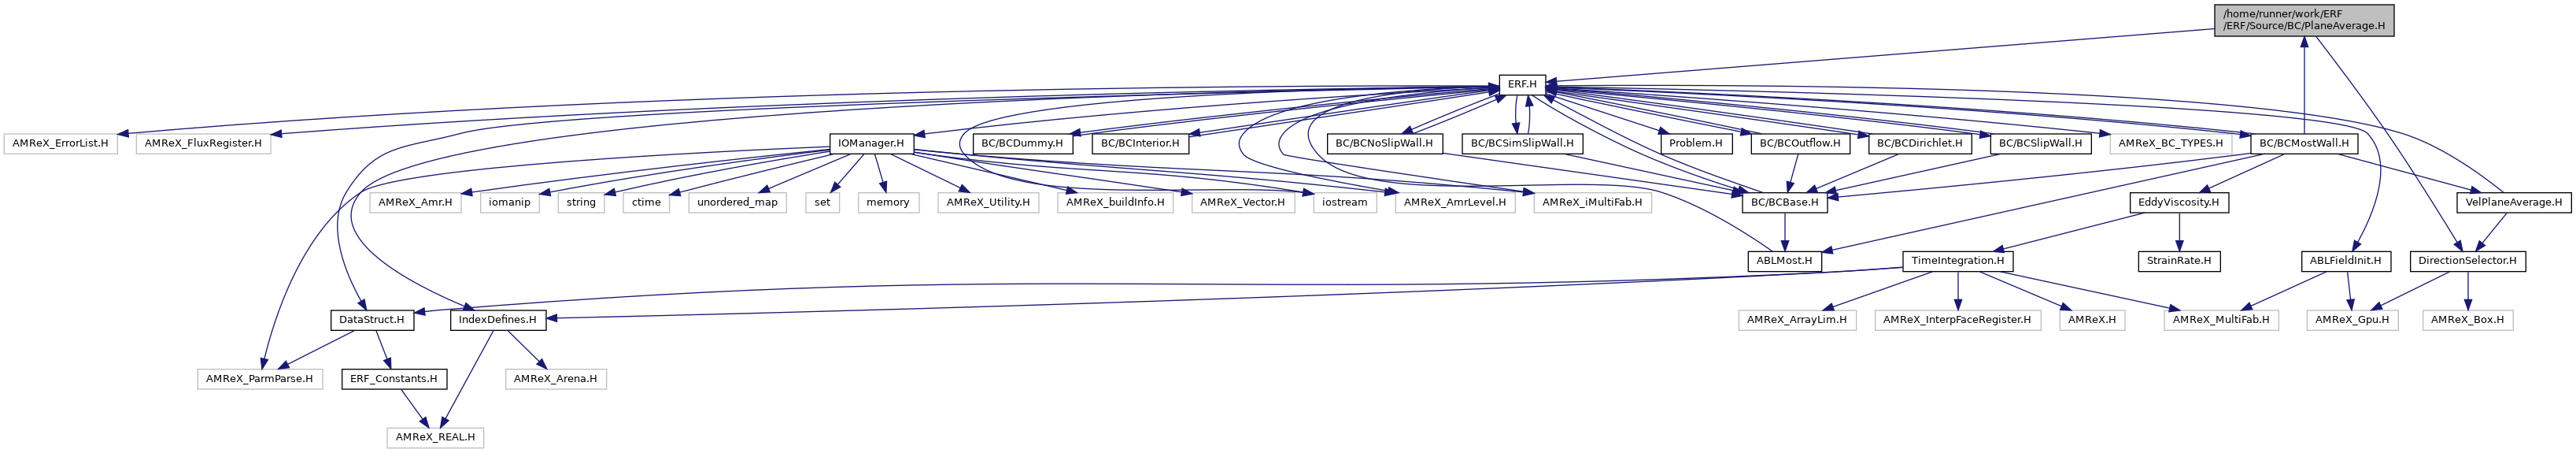 /home/runner/work/ERF
/ERF/Source/BC/PlaneAverage.H
ERF.H
AMReX_ErrorList.H
AMReX_FluxRegister.H
IOManager.H
BC/BCDummy.H
BC/BCInterior.H
BC/BCNoSlipWall.H
BC/BCSimSlipWall.H
Problem.H
BC/BCOutflow.H
BC/BCDirichlet.H
BC/BCSlipWall.H
AMReX_BC_TYPES.H
BC/BCMostWall.H
AMReX_Amr.H
iomanip
string
ctime
unordered_map
set
memory
AMReX_Utility.H
AMReX_buildInfo.H
AMReX_Vector.H
iostream
AMReX_AmrLevel.H
AMReX_iMultiFab.H
BC/BCBase.H
EddyViscosity.H
VelPlaneAverage.H
ABLMost.H
TimeIntegration.H
StrainRate.H
ABLFieldInit.H
DirectionSelector.H
DataStruct.H
IndexDefines.H
AMReX_ArrayLim.H
AMReX_InterpFaceRegister.H
AMReX.H
AMReX_MultiFab.H
AMReX_Gpu.H
AMReX_Box.H
AMReX_ParmParse.H
ERF_Constants.H
AMReX_Arena.H
AMReX_REAL.H